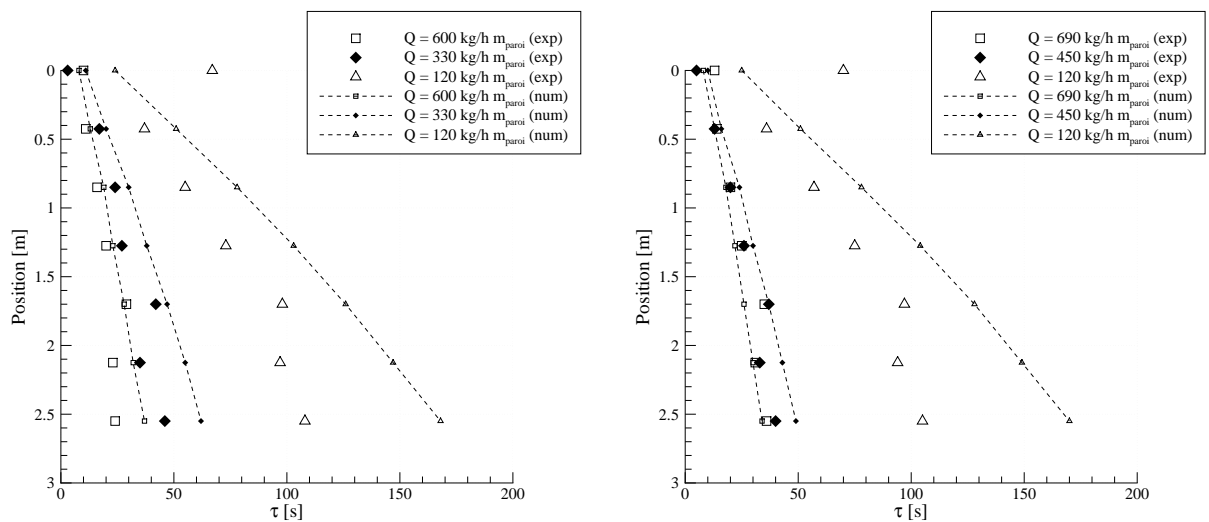 Q = 600 kg/h m_paroi (exp)
Q = 330 kg/h m_paroi (exp)
Q = 120 kg/h m_paroi (exp)
Q = 600 kg/h m_paroi (num)
Q = 330 kg/h m_paroi (num)
Q = 120 kg/h m_paroi (num)
0
0.5
1
1.5
2
2.5
3
Position [m]
0 50 100 150 200
τ [s]
Q = 690 kg/h m_paroi (exp)
Q = 450 kg/h m_paroi (exp)
Q = 120 kg/h m_paroi (exp)
Q = 690 kg/h m_paroi (num)
Q = 450 kg/h m_paroi (num)
Q = 120 kg/h m_paroi (num)
0
0.5
1
1.5
2
2.5
3
Position [m]
0 50 100 150 200
τ [s]